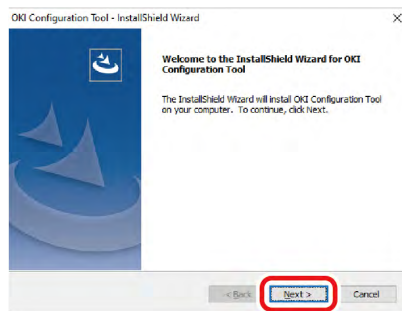 OKI Configuration Tool - InstallShield Wizard
Welcome to the InstallShield Wizard for OKI
Configuration Tool
The InstallShield Wizard will install OKI Configuration Tool
on your computer. To continue, click Next.
< Back
Next >
Cancel